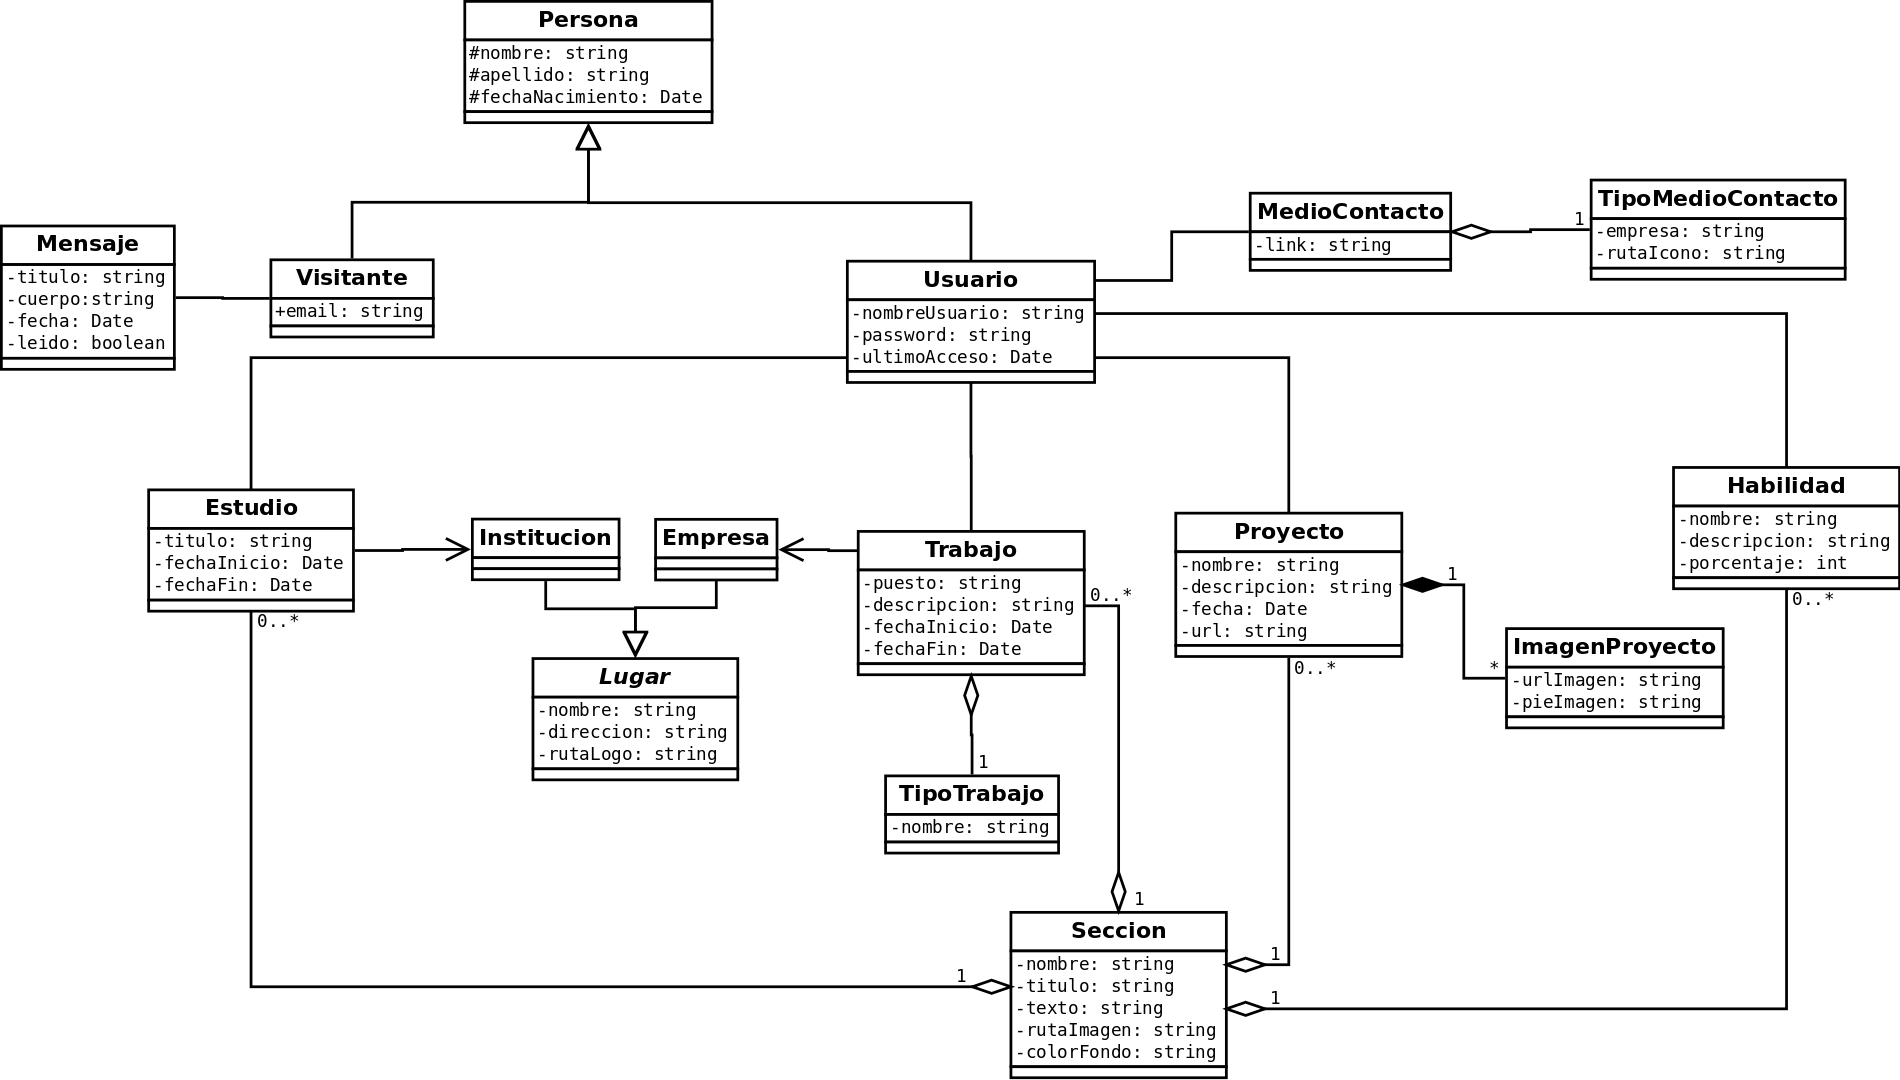 Persona
#nombre: string
#apellido: string
#fechaNacimiento: Date
Mensaje
-titulo: string
-cuerpo:string
-fecha: Date
-leido: boolean
Visitante
+email: string
Usuario
-nombreUsuario: string
-password: string
-ultimoAcceso: Date
MedioContacto
-link: string
1
TipoMedioContacto
-empresa: string
-rutaIcono: string
Estudio
-titulo: string
-fechaInicio: Date
-fechaFin: Date
0..*
Institucion
Empresa
Lugar
-nombre: string
-direccion: string
-rutaLogo: string
Trabajo
-puesto: string
-descripcion: string
-fechaInicio: Date
-fechaFin: Date
0..*
1
TipoTrabajo
-nombre: string
Proyecto
-nombre: string
-descripcion: string
-fecha: Date
-url: string
0..*
1
*
ImagenProyecto
-urlImagen: string
-pieImagen: string
Habilidad
-nombre: string
-descripcion: string
-porcentaje: int
0..*
1
1
1
1
Seccion
-nombre: string
-titulo: string
-texto: string
-rutaImagen: string
-colorFondo: string